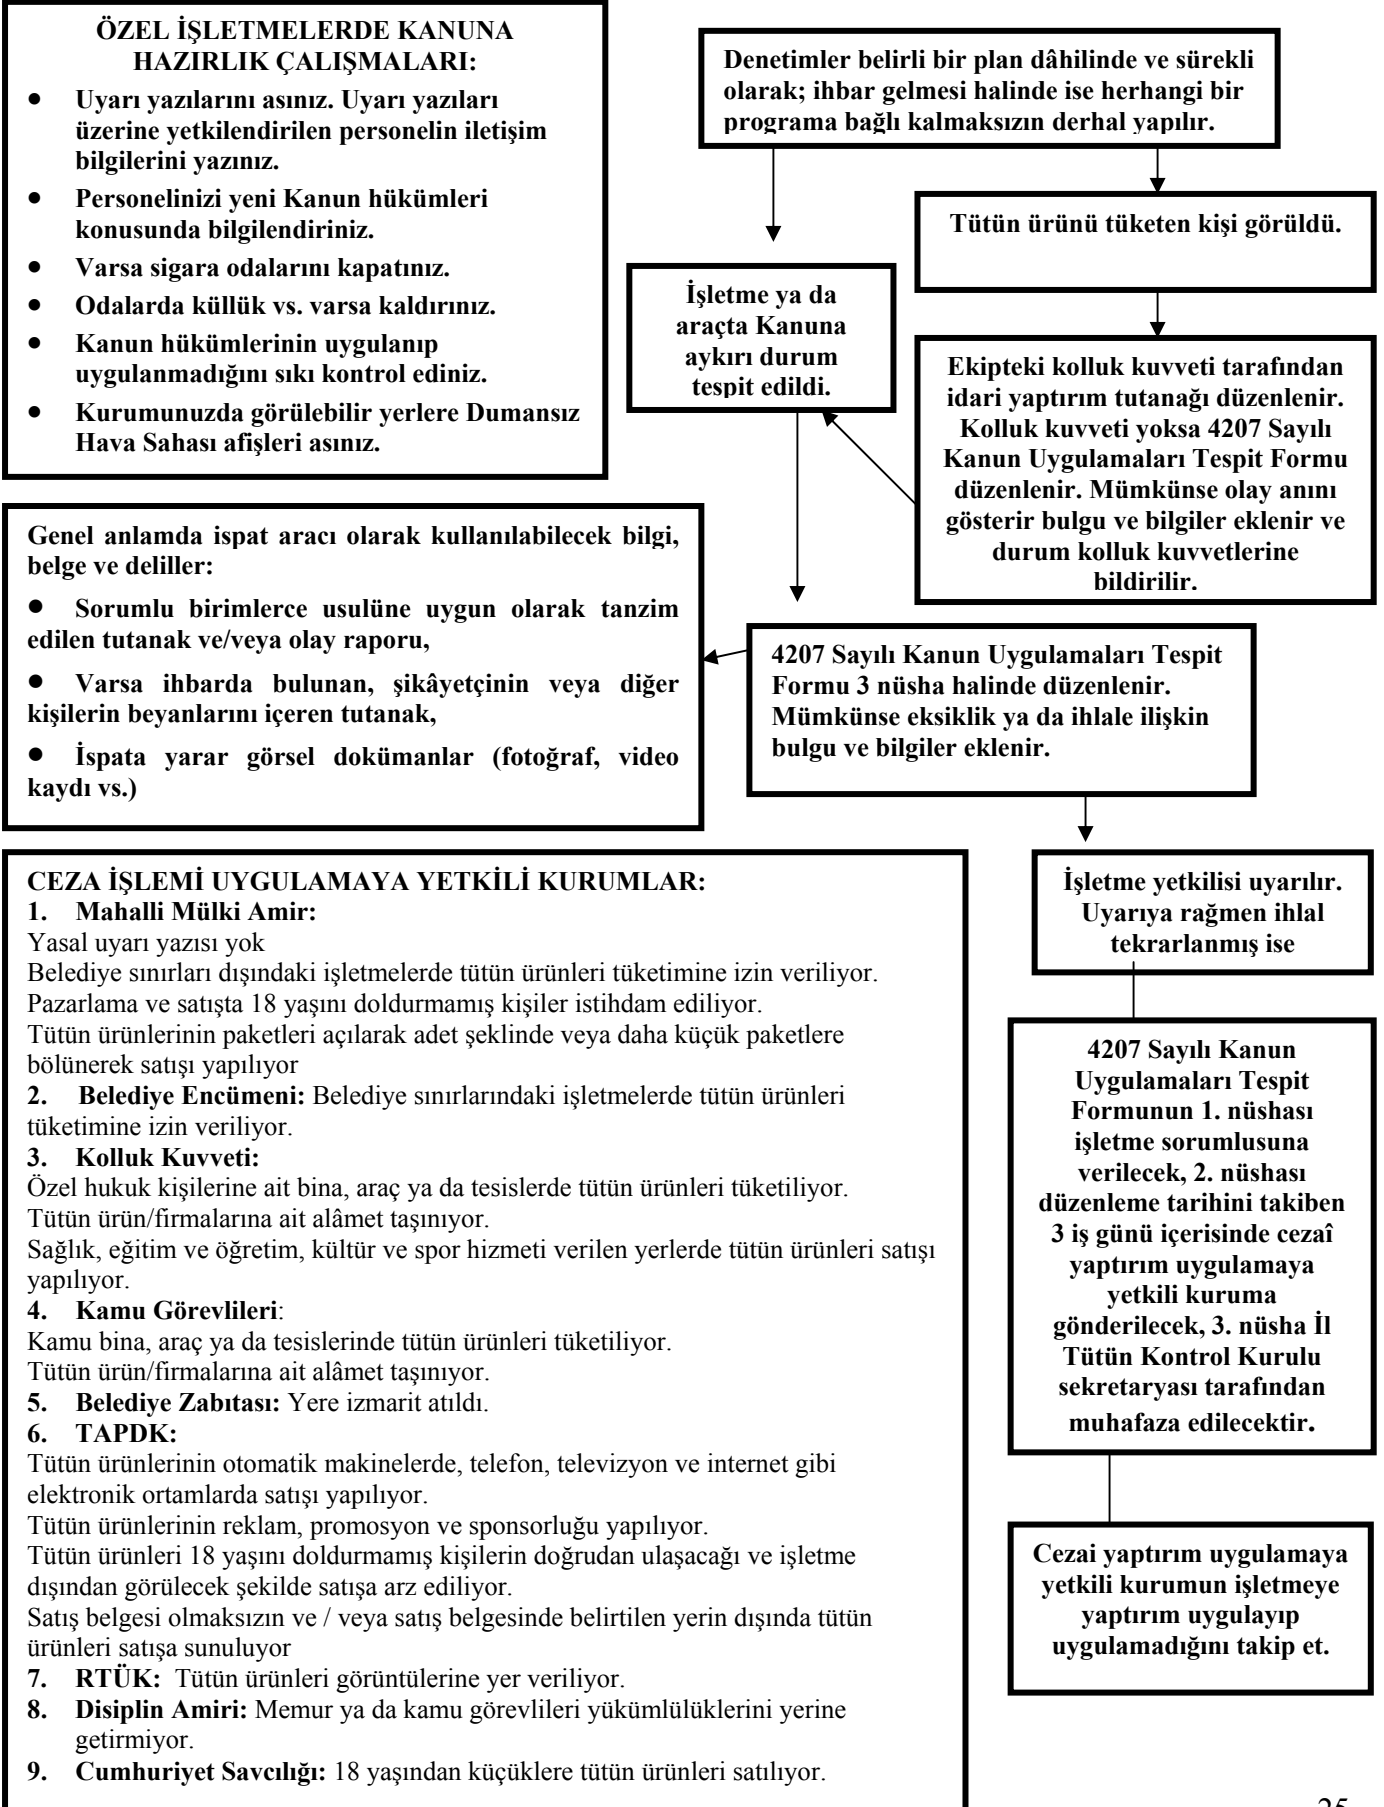 ÖZEL İŞLETMELERDE KANUNA
HAZIRLIK ÇALIŞMALARI:
● Uyarı yazılarını asınız. Uyarı yazıları
üzerine yetkilendirilen personelin iletişim
bilgilerini yazınız.
● Personelinizi yeni Kanun hükümleri
konusunda bilgilendiriniz.
● Varsa sigara odalarını kapatınız.
● Odalarda küllük vs. varsa kaldırınız.
● Kanun hükümlerinin uygulanıp
uygulanmadığını sıkı kontrol ediniz.
● Kurumunuzda görülebilir yerlere Dumansız
Hava Sahası afişleri asınız.
Denetimler belirli bir plan dâhilinde ve sürekli
olarak; ihbar gelmesi halinde ise herhangi bir
programa bağlı kalmaksızın derhal yapılır.
Tütün ürünü tüketen kişi görüldü.
İşletme ya da
araçta Kanuna
aykırı durum
tespit edildi.
Ekipteki kolluk kuvveti tarafından
idari yaptırım tutanağı düzenlenir.
Kolluk kuvveti yoksa 4207 Sayılı
Kanun Uygulamaları Tespit Formu
düzenlenir. Mümkünse olay anını
gösterir bulgu ve bilgiler eklenir ve
durum kolluk kuvvetlerine
bildirilir.
Genel anlamda ispat aracı olarak kullanılabilecek bilgi,
belge ve deliller:
● Sorumlu birimlerce usulüne uygun olarak tanzim
edilen tutanak ve/veya olay raporu,
● Varsa ihbarda bulunan, şikâyetçinin veya diğer
kişilerin beyanlarını içeren tutanak,
● İspata yarar görsel dokümanlar (fotoğraf, video
kaydı vs.)
4207 Sayılı Kanun Uygulamaları Tespit
Formu 3 nüsha halinde düzenlenir.
Mümkünse eksiklik ya da ihlale ilişkin
bulgu ve bilgiler eklenir.
İşletme yetkilisi uyarılır.
Uyarıya rağmen ihlal
tekrarlanmış ise
4207 Sayılı Kanun
Uygulamaları Tespit
Formunun 1. nüshası
işletme sorumlusuna
verilecek, 2. nüshası
düzenleme tarihini takiben
3 iş günü içerisinde cezaî
yaptırım uygulamaya
yetkili kuruma
gönderilecek, 3. nüsha İl
Tütün Kontrol Kurulu
sekretaryası tarafından
muhafaza edilecektir.
Cezai yaptırım uygulamaya
yetkili kurumun işletmeye
yaptırım uygulayıp
uygulamadığını takip et.
CEZA İŞLEMİ UYGULAMAYA YETKİLİ KURUMLAR:
1. Mahalli Mülki Amir:
Yasal uyarı yazısı yok
Belediye sınırları dışındaki işletmelerde tütün ürünleri tüketimine izin veriliyor.
Pazarlama ve satışta 18 yaşını doldurmamış kişiler istihdam ediliyor.
Tütün ürünlerinin paketleri açılarak adet şeklinde veya daha küçük paketlere
bölünerek satışı yapılıyor
2. Belediye Encümeni: Belediye sınırlarındaki işletmelerde tütün ürünleri
tüketimine izin veriliyor.
3. Kolluk Kuvveti:
Özel hukuk kişilerine ait bina, araç ya da tesislerde tütün ürünleri tüketiliyor.
Tütün ürün/firmalarına ait alâmet taşınıyor.
Sağlık, eğitim ve öğretim, kültür ve spor hizmeti verilen yerlerde tütün ürünleri satışı
yapılıyor.
4. Kamu Görevlileri:
Kamu bina, araç ya da tesislerinde tütün ürünleri tüketiliyor.
Tütün ürün/firmalarına ait alâmet taşınıyor.
5. Belediye Zabıtası: Yere izmarit atıldı.
6. TAPDK:
Tütün ürünlerinin otomatik makinelerde, telefon, televizyon ve internet gibi
elektronik ortamlarda satışı yapılıyor.
Tütün ürünlerinin reklam, promosyon ve sponsorluğu yapılıyor.
Tütün ürünleri 18 yaşını doldurmamış kişilerin doğrudan ulaşacağı ve işletme
dışından görülecek şekilde satışa arz ediliyor.
Satış belgesi olmaksızın ve / veya satış belgesinde belirtilen yerin dışında tütün
ürünleri satışa sunuluyor
7. RTÜK: Tütün ürünleri görüntülerine yer veriliyor.
8. Disiplin Amiri: Memur ya da kamu görevlileri yükümlülüklerini yerine
getirmiyor.
9. Cumhuriyet Savcılığı: 18 yaşından küçüklere tütün ürünleri satılıyor.